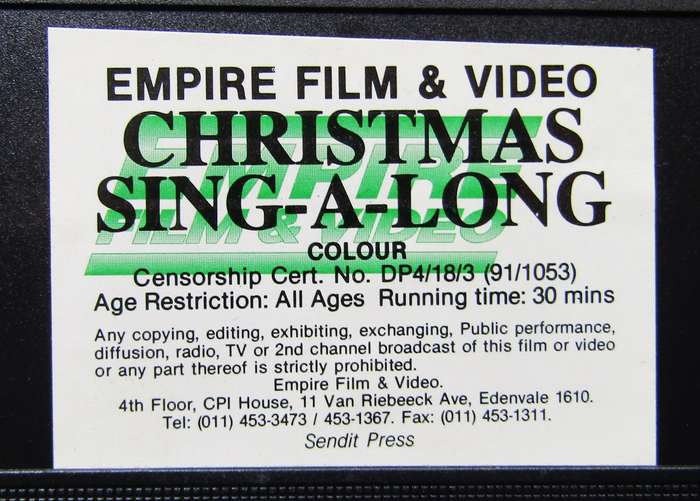 EMPIRE FILM & VIDEO
CHRISTMAS
SING-A-LONG
EMPIRE
FILM & VIDEO
COLOUR
Censorship Cert. No. DP4/18/3 (91/1053)
Age Restriction: All Ages Running time: 30 mins
Any copying, editing, exhibiting, exchanging, Public performance,
diffusion, radio, TV or 2nd channel broadcast of this film or video
or any part thereof is strictly prohibited.
Empire Film & Video.
4th Floor, CPI House, 11 Van Riebeeck Ave, Edenvale 1610.
Tel: (011) 453-3473 / 453-1367. Fax: (011) 453-1311.
Sendit Press